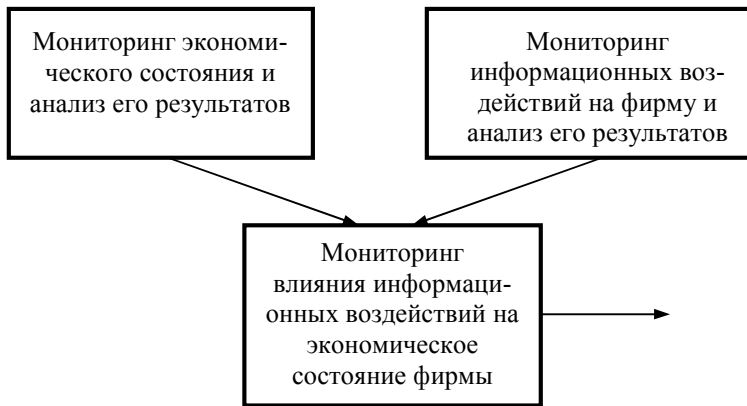 Мониторинг экономи-
ческого состояния и
анализ его результатов
Мониторинг
информационных воз-
действий на фирму и
анализ его результатов
Мониторинг
влияния информаци-
онных воздействий на
экономическое
состояние фирмы